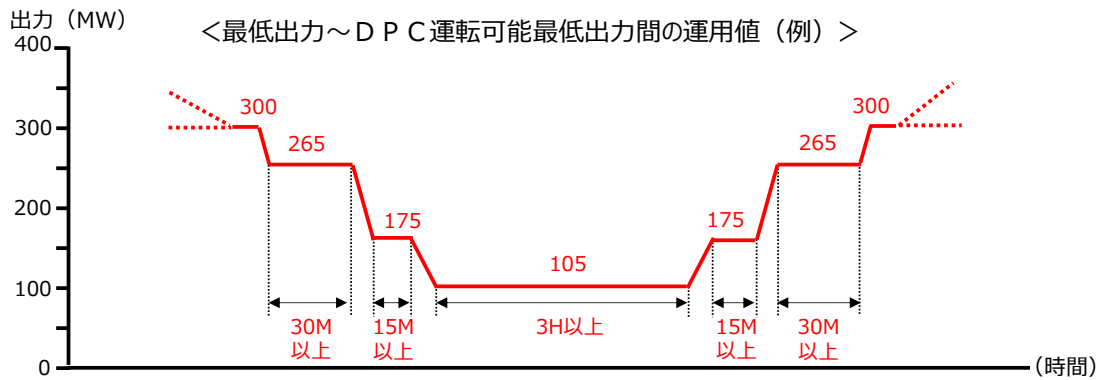 出力（MW）
＜最低出力～ＤＰＣ運転可能最低出力間の運用値（例）＞
400
300
200
100
0
300
265
175
105
175
265
300
30M
以上
15M
以上
3H以上
15M
以上
30M
以上
（時間）